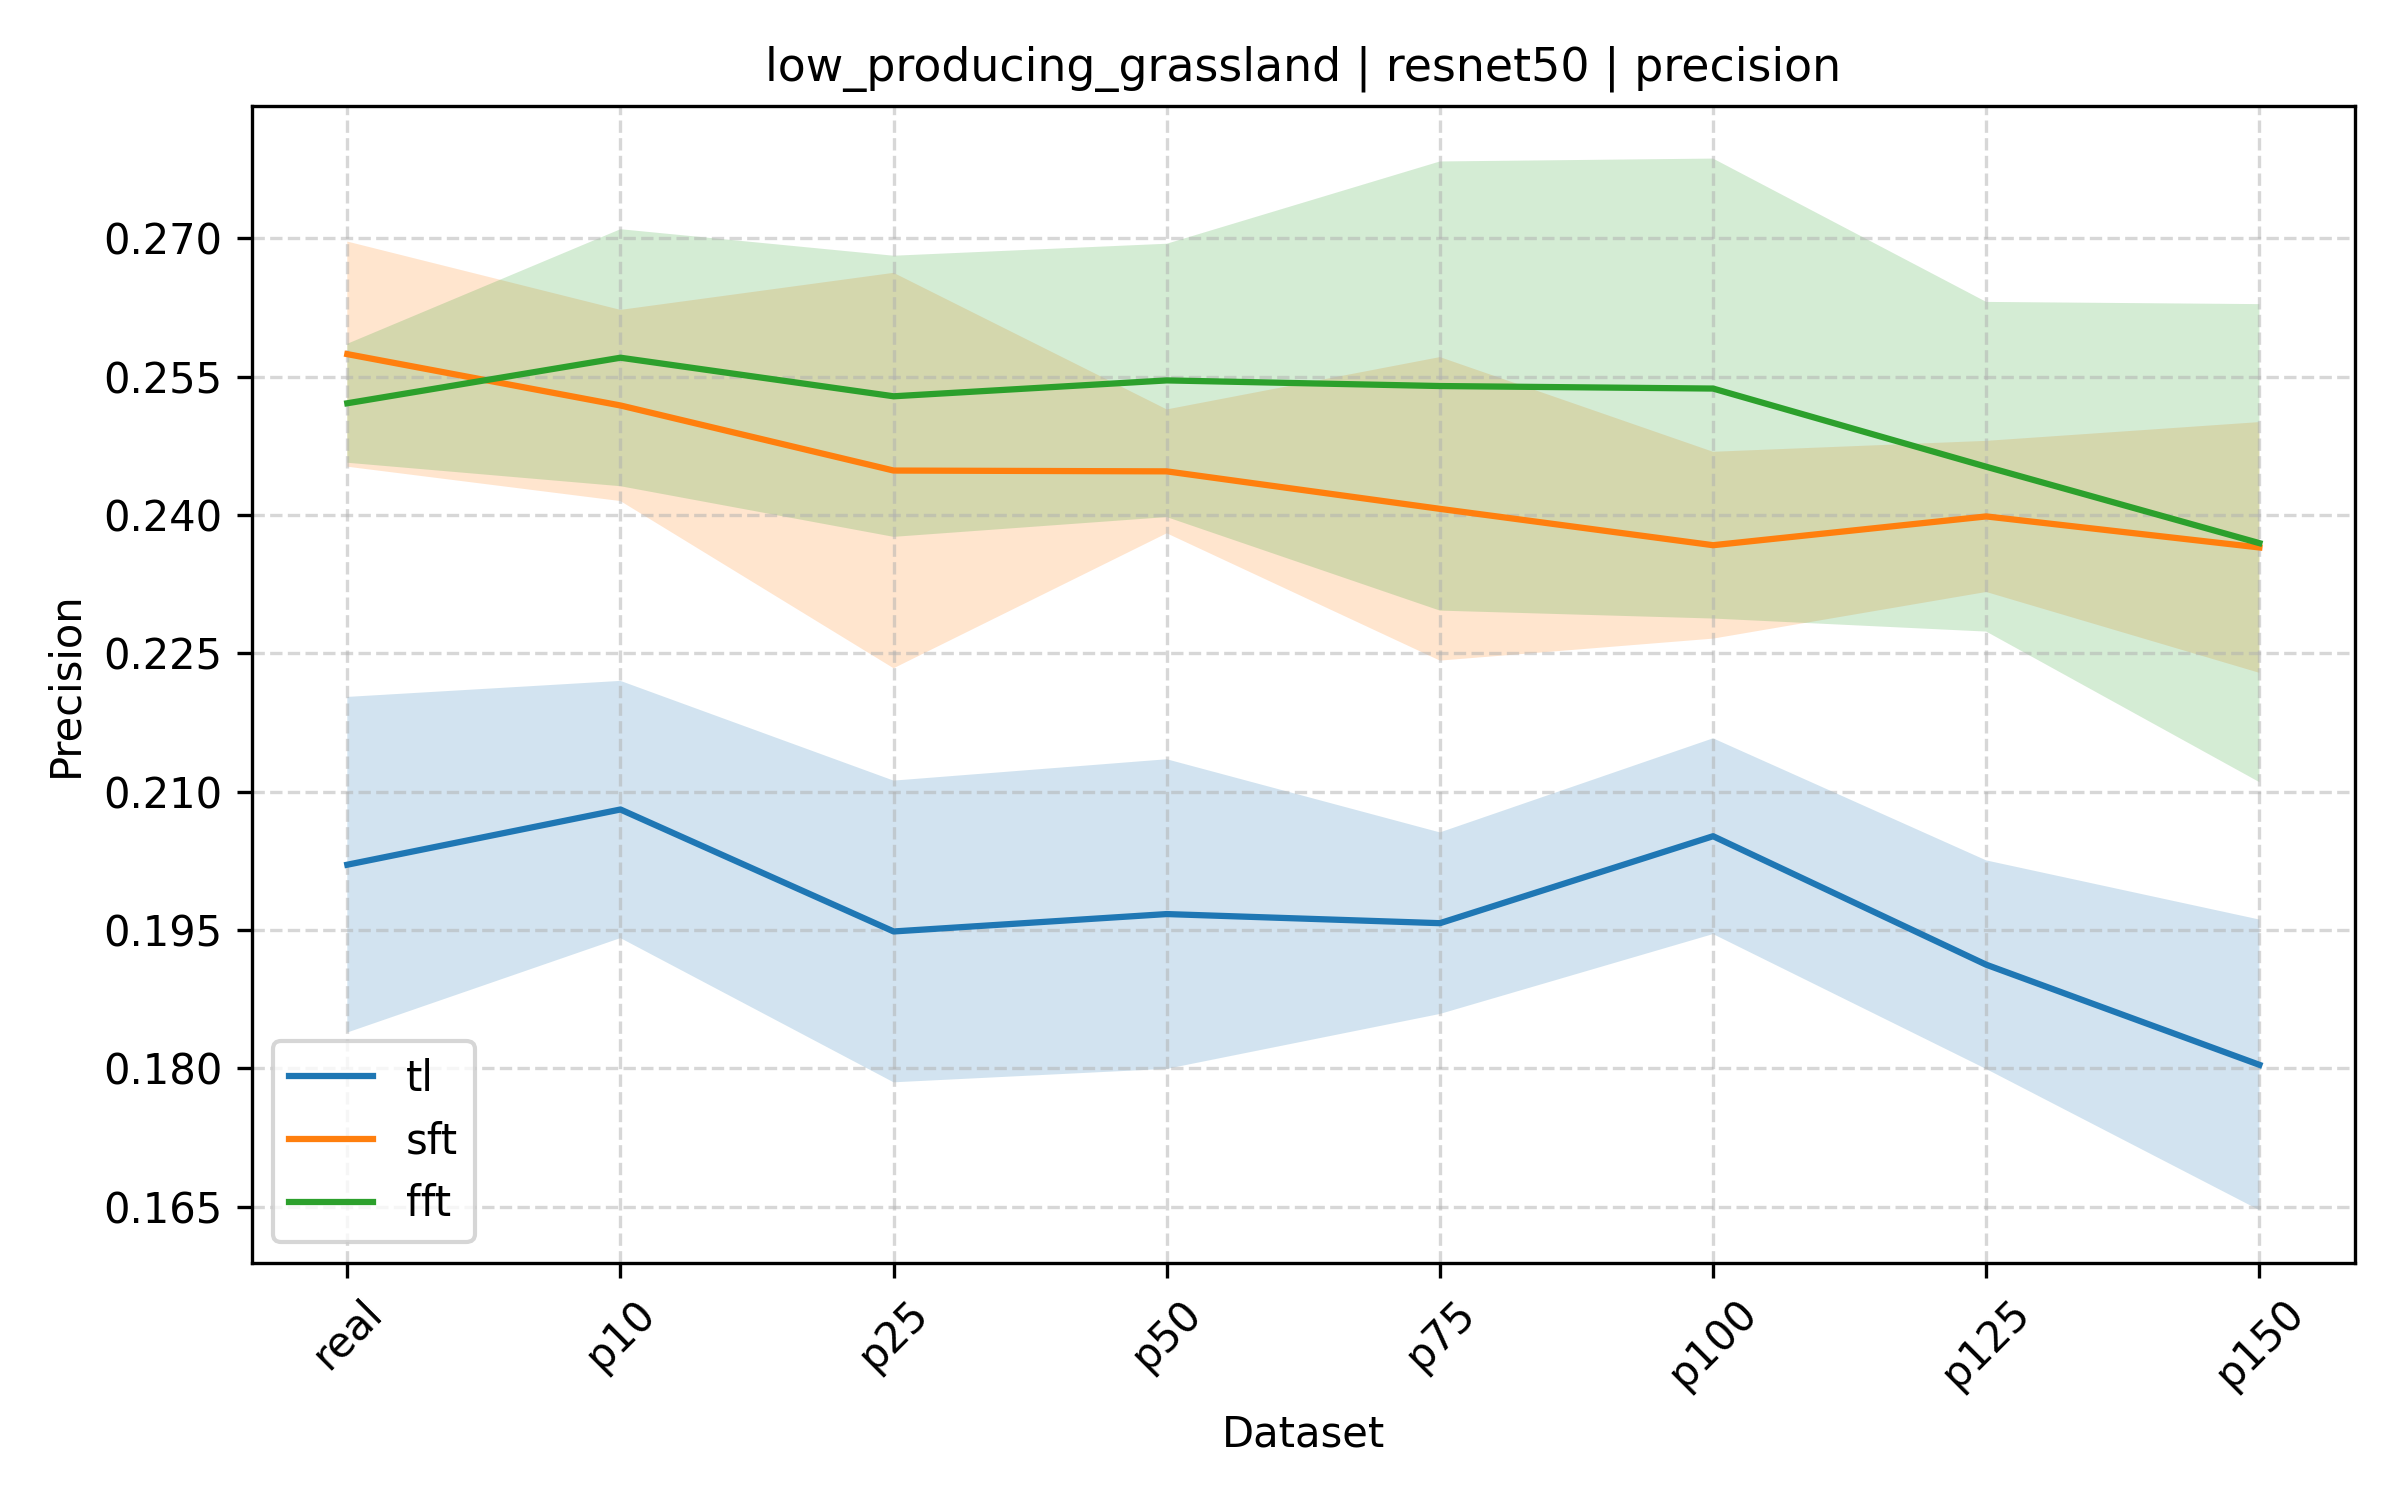 low_producing_grassland | resnet50 | precision
Precision
0.270
0.255
0.240
0.225
0.210
0.195
0.180
0.165
tl
sft
fft
real
p10
p25
p50
p75
p100
p125
p150
Dataset